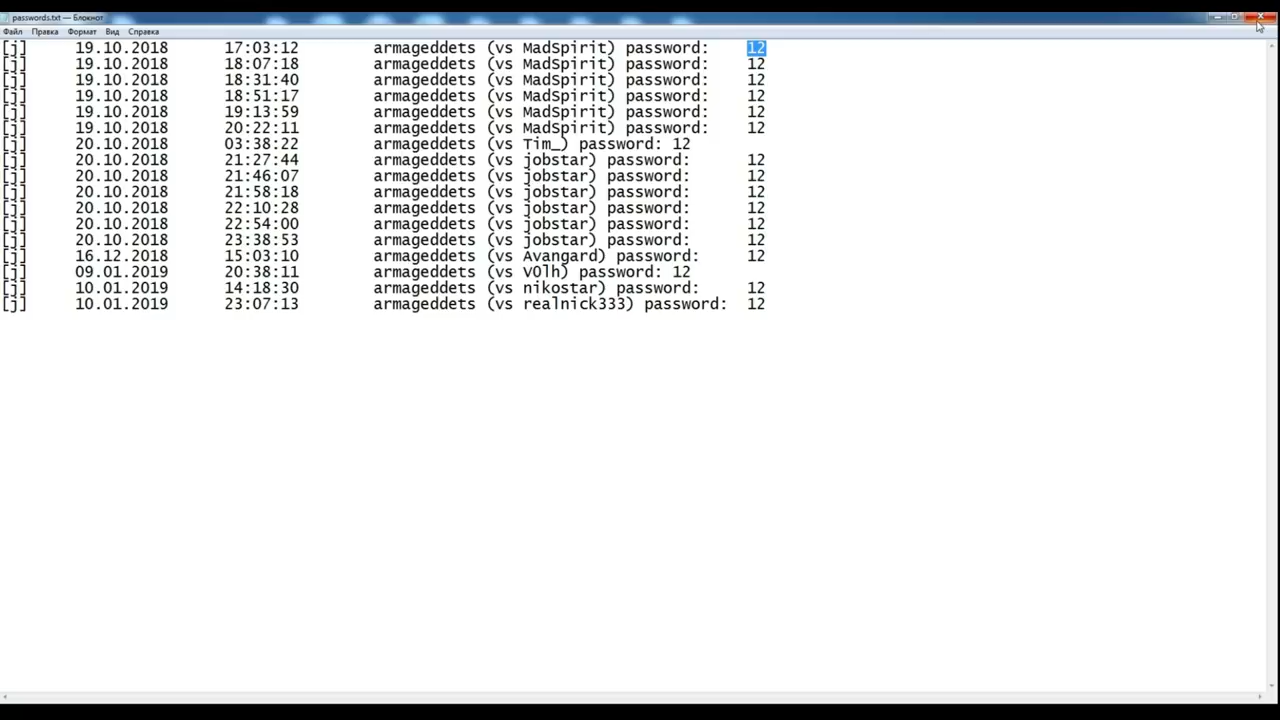 passwords.txt — Блокнот
Файл Правка Формат Вид Справка
[j] 19.10.2018 17:03:12 armageddets (vs MadSpirit) password: 12
[j] 19.10.2018 18:07:18 armageddets (vs MadSpirit) password: 12
[j] 19.10.2018 18:31:40 armageddets (vs MadSpirit) password: 12
[j] 19.10.2018 18:51:17 armageddets (vs MadSpirit) password: 12
[j] 19.10.2018 19:13:59 armageddets (vs MadSpirit) password: 12
[j] 19.10.2018 20:22:11 armageddets (vs MadSpirit) password: 12
[j] 20.10.2018 03:38:22 armageddets (vs Tim_) password: 12
[j] 20.10.2018 21:27:44 armageddets (vs jobstar) password: 12
[j] 20.10.2018 21:46:07 armageddets (vs jobstar) password: 12
[j] 20.10.2018 21:58:18 armageddets (vs jobstar) password: 12
[j] 20.10.2018 22:10:28 armageddets (vs jobstar) password: 12
[j] 20.10.2018 22:54:00 armageddets (vs jobstar) password: 12
[j] 20.10.2018 23:38:53 armageddets (vs jobstar) password: 12
[j] 16.12.2018 15:03:10 armageddets (vs Avangard) password: 12
[j] 09.01.2019 20:38:11 armageddets (vs VOlh) password: 12
[j] 10.01.2019 14:18:30 armageddets (vs nikostar) password: 12
[j] 10.01.2019 23:07:13 armageddets (vs realnick333) password: 12